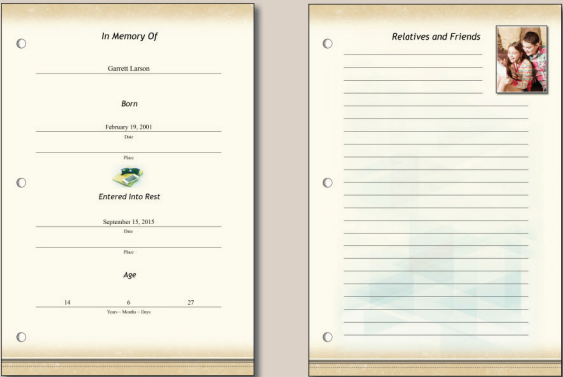 In Memory Of
Garrett Larson
Born
February 19, 2001
Date
Place
Entered Into Rest
September 15, 2015
Date
Place
Age
14 6 27
Years ~ Months ~ Days
Relatives and Friends